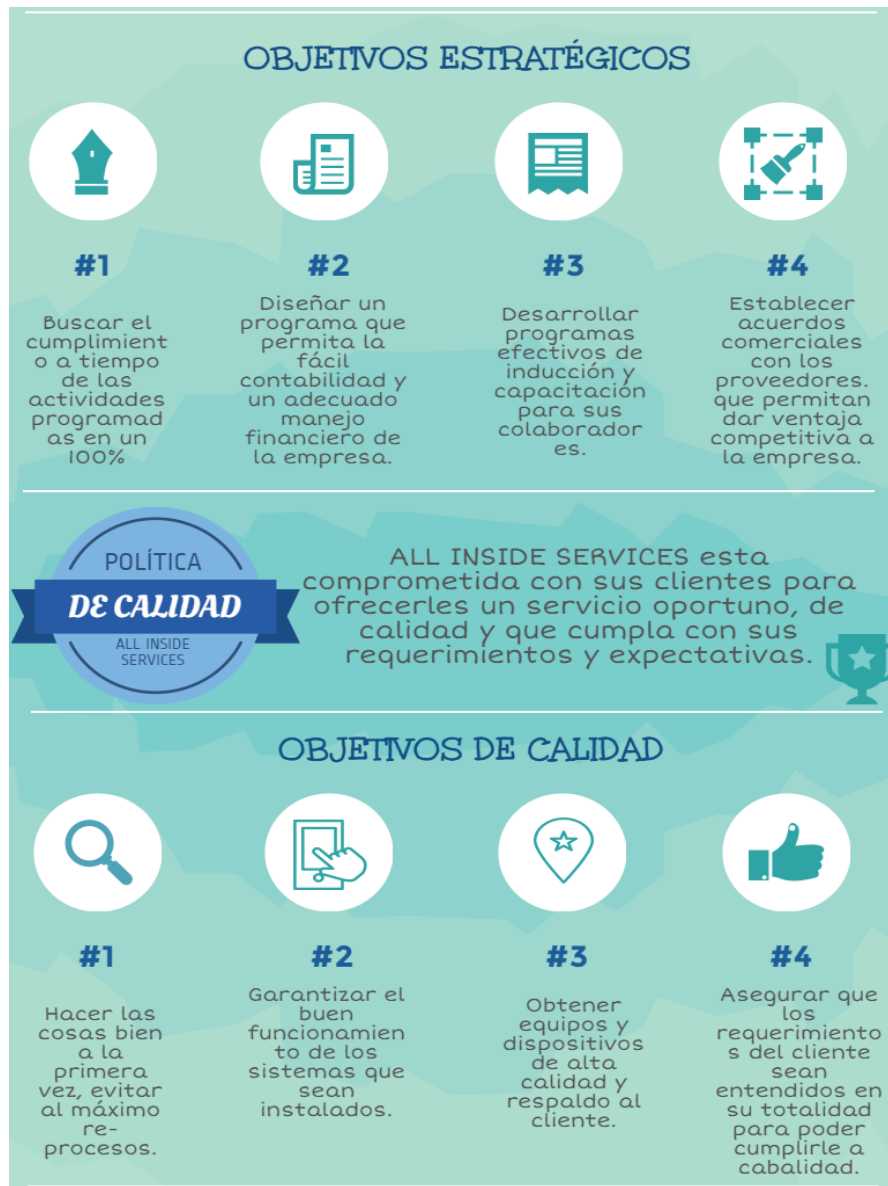 OBJETIVOS ESTRATÉGICOS
#1
Buscar el
cumplimient
o a tiempo
de las
actividades
programad
as en un
100%
#2
Diseñar un
programa que
permita la
fácil
contabilidad y
un adecuado
manejo
financiero de
la empresa.
#3
Desarrollar
programas
efectivos de
inducción y
capacitación
para sus
colaborador
es.
#4
Establecer
acuerdos
comerciales
con los
proveedores.
que permitan
dar ventaja
competitiva a
la empresa.
POLÍTICA
DE CALIDAD
ALL INSIDE
SERVICES
ALL INSIDE SERVICES esta
comprometida con sus clientes para
ofrecerles un servicio oportuno, de
calidad y que cumpla con sus
requerimientos y expectativas.
OBJETIVOS DE CALIDAD
#1
Hacer las
cosas bien
a la
primera
vez, evitar
al máximo
re-
procesos.
#2
Garantizar el
buen
funcionamien
to de los
sistemas que
sean
instalados.
#3
Obtener
equipos y
dispositivos
de alta
calidad y
respaldo al
cliente.
#4
Asegurar que
los
requerimiento
s del cliente
sean
entendidos en
su totalidad
para poder
cumplirle a
cabalidad.